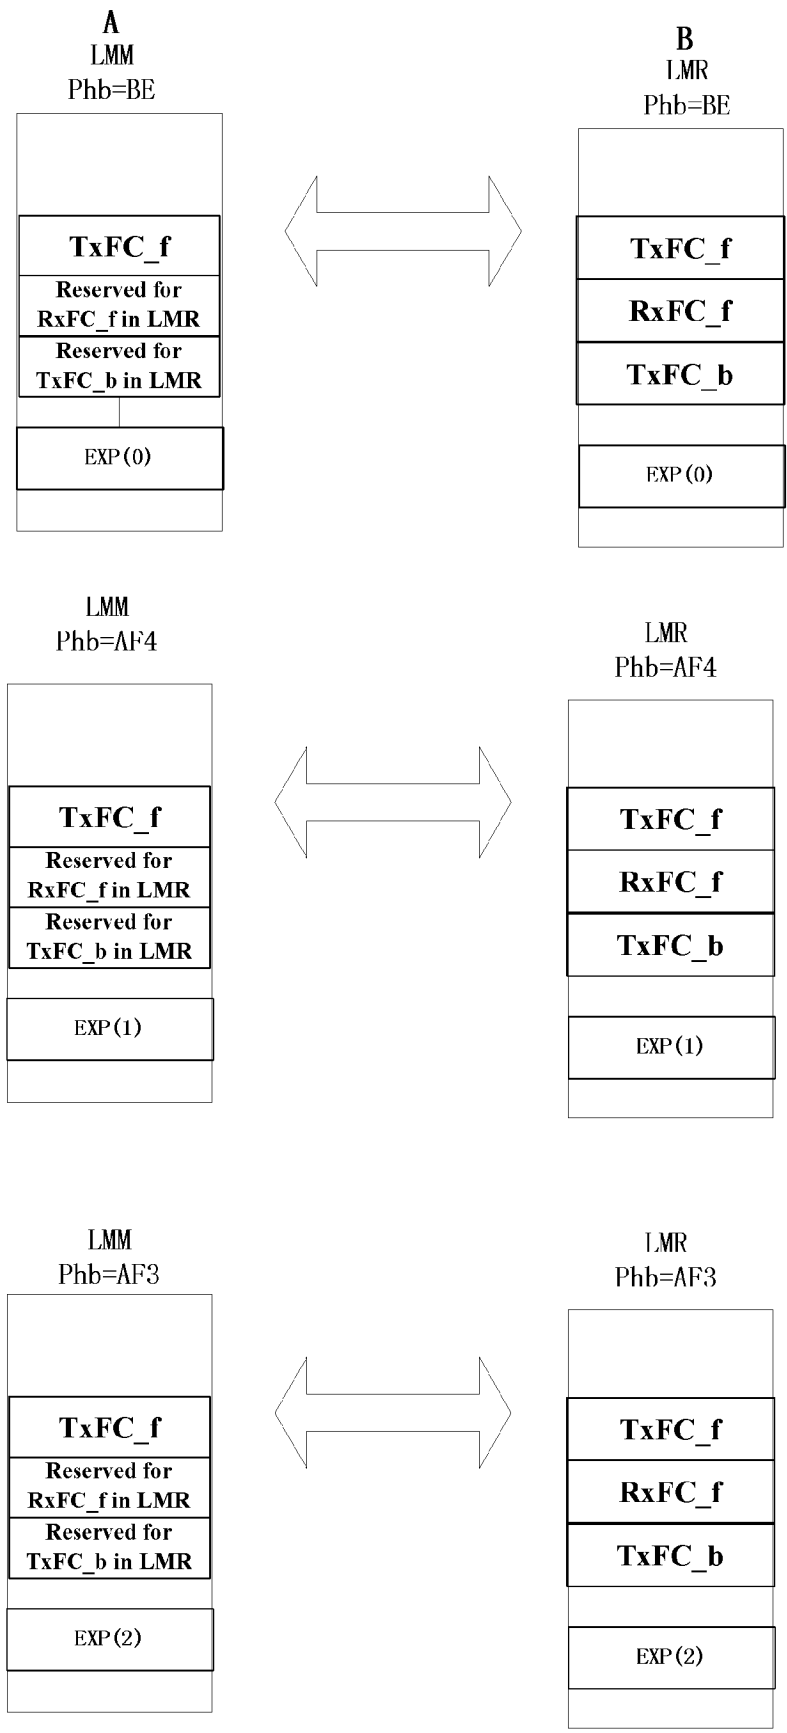 A
LMM
Phb=BE
TxFC_f
Reserved for
RxFC_f in LMR
Reserved for
TxFC_b in LMR
EXP(0)
B
LMR
Phb=BE
TxFC_f
RxFC_f
TxFC_b
EXP(0)
LMM
Phb=AF4
TxFC_f
Reserved for
RxFC_f in LMR
Reserved for
TxFC_b in LMR
EXP(1)
LMR
Phb=AF4
TxFC_f
RxFC_f
TxFC_b
EXP(1)
LMM
Phb=AF3
TxFC_f
Reserved for
RxFC_f in LMR
Reserved for
TxFC_b in LMR
EXP(2)
LMR
Phb=AF3
TxFC_f
RxFC_f
TxFC_b
EXP(2)